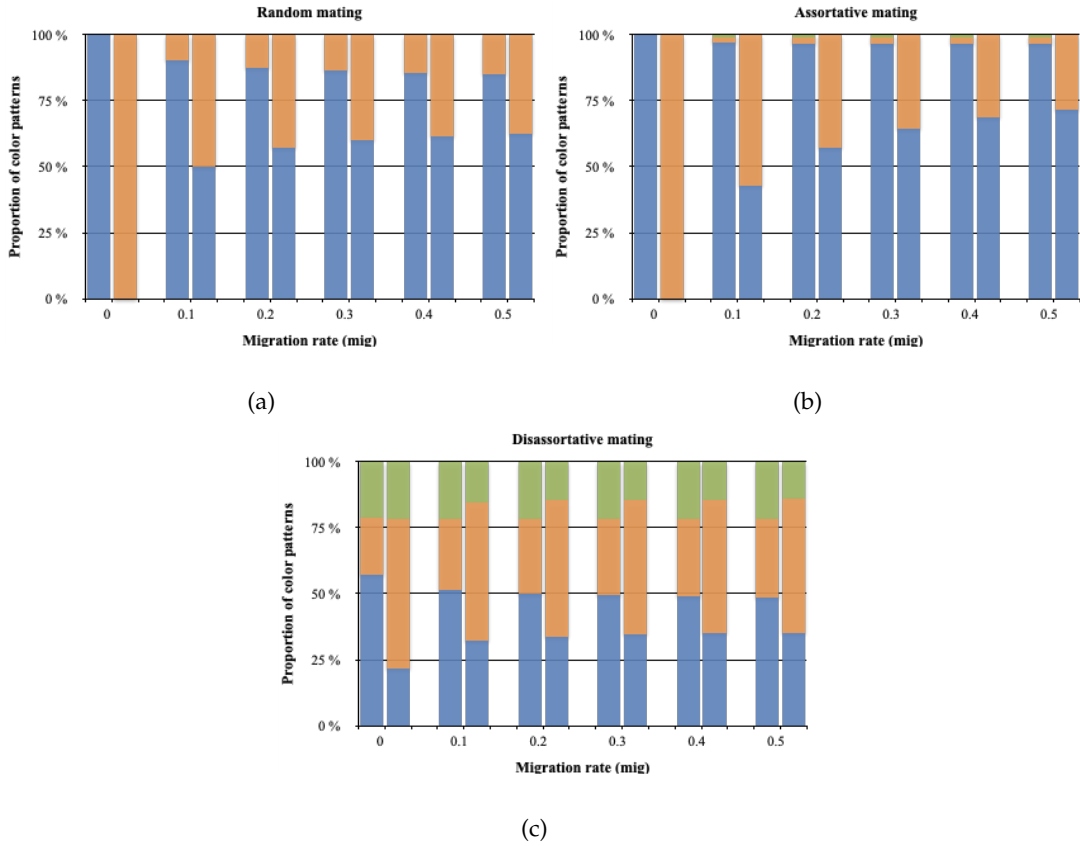 Random mating
Proportion of color patterns
100 %
75 %
50 %
25 %
0 %
0 0.1 0.2 0.3 0.4 0.5
Migration rate (mig)
(a)
Assortative mating
Proportion of color patterns
100 %
75 %
50 %
25 %
0 %
0 0.1 0.2 0.3 0.4 0.5
Migration rate (mig)
(b)
Disassortative mating
Proportion of color patterns
100 %
75 %
50 %
25 %
0 %
0 0.1 0.2 0.3 0.4 0.5
Migration rate (mig)
(c)